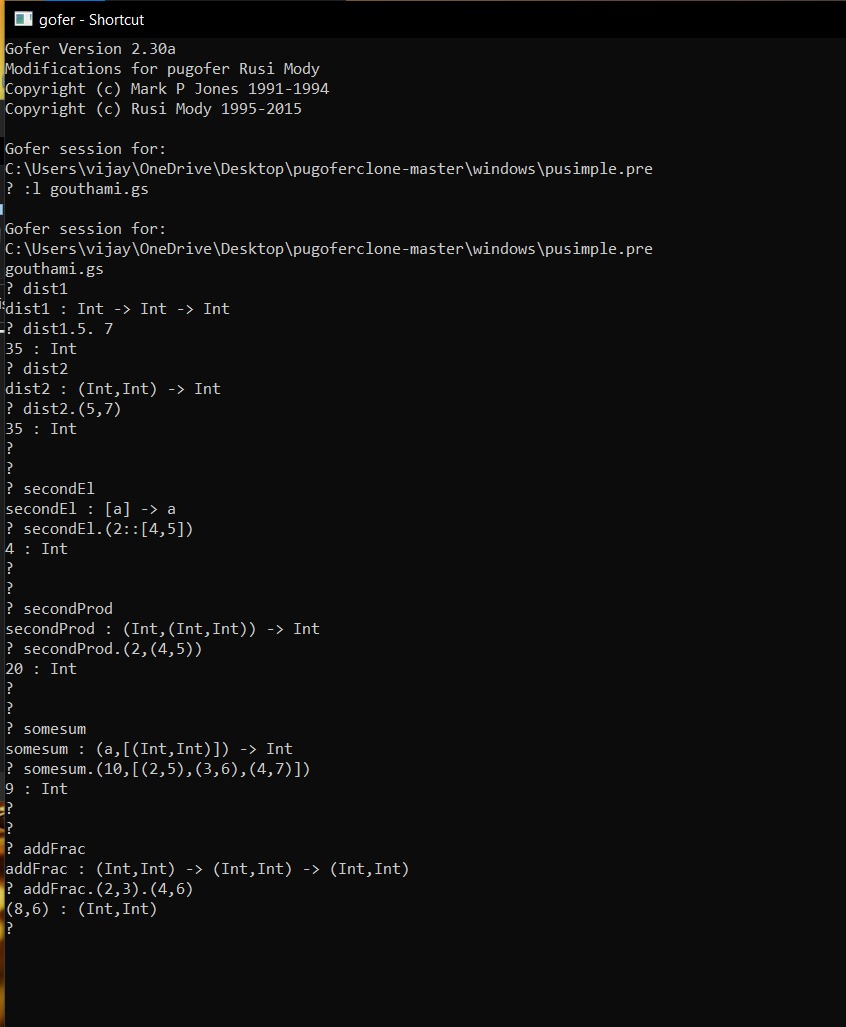 gofer - Shortcut
Gofer Version 2.30a
Modifications for pugofer Rusi Mody
Copyright (c) Mark P Jones 1991-1994
Copyright (c) Rusi Mody 1995-2015
Gofer session for:
C:\Users\vijay\OneDrive\Desktop\pugoferclone-master\windows\pusimple.pre
? :l gouthami.gs
Gofer session for:
C:\Users\vijay\OneDrive\Desktop\pugoferclone-master\windows\pusimple.pre
gouthami.gs
? dist1
dist1 : Int -> Int -> Int
? dist1.5. 7
35 : Int
? dist2
dist2 : (Int,Int) -> Int
? dist2.(5,7)
35 : Int
?
?
? secondEl
secondEl : [a] -> a
? secondEl.(2::[4,5])
4 : Int
?
?
? secondProd
secondProd : (Int,(Int,Int)) -> Int
? secondProd.(2,(4,5))
20 : Int
?
?
? somesum
somesum : (a,[(Int,Int)]) -> Int
? somesum.(10,[(2,5),(3,6),(4,7)])
9 : Int
?
?
? addFrac
addFrac : (Int,Int) -> (Int,Int) -> (Int,Int)
? addFrac.(2,3).(4,6)
(8,6) : (Int,Int)
?